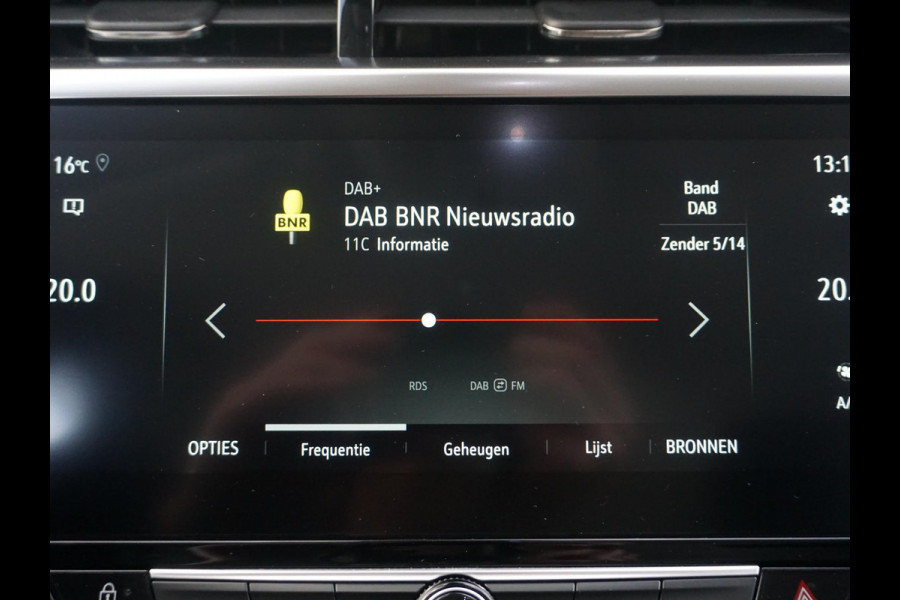 16°C
13:1
20.0
20.
BNR
DAB+
DAB BNR Nieuwsradio
11C Informatie
Band
DAB
Zender 5/14
RDS DAB FM
A/
OPTIES Frequentie Geheugen Lijst BRONNEN